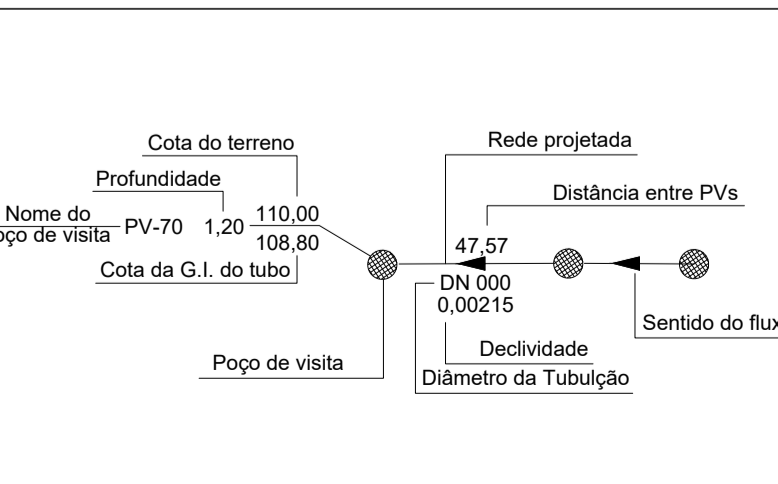 Cota do terreno
Rede projetada
Profundidade
Distância entre PVs
Nome do
oço de visita
PV-70
1,20
110,00
108,80
47,57
Cota da G.I. do tubo
DN 000
0,00215
Sentido do flux
Poço de visita
Declividade
Diâmetro da Tubulção